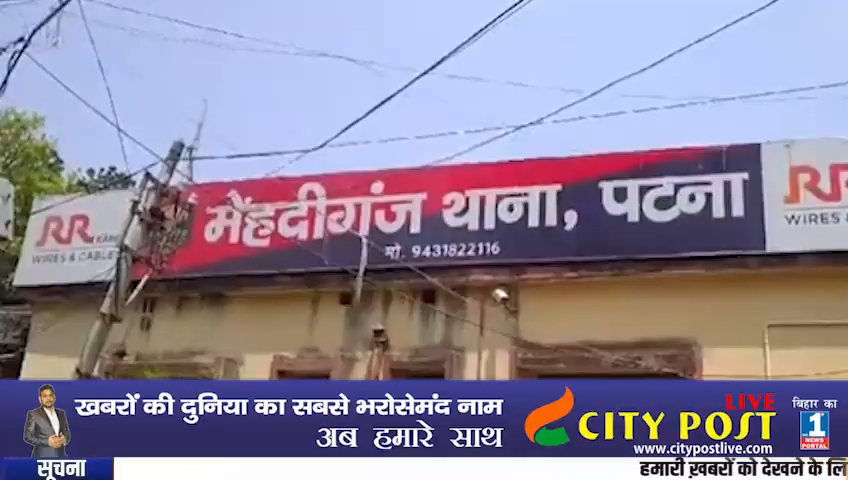 RR KABEL
WIRES & CABLES
मेंहदीगंज थाना, पटना
मो. 9431822116
RR
WIRES &
खबरों की दुनिया का सबसे भरोसेमंद नाम
अब हमारे साथ
LIVE
CITY POST
www.citypostlive.com
बिहार का
1
NEWS PORTAL
सूचना
हमारी ख़बरों को देखने के लि